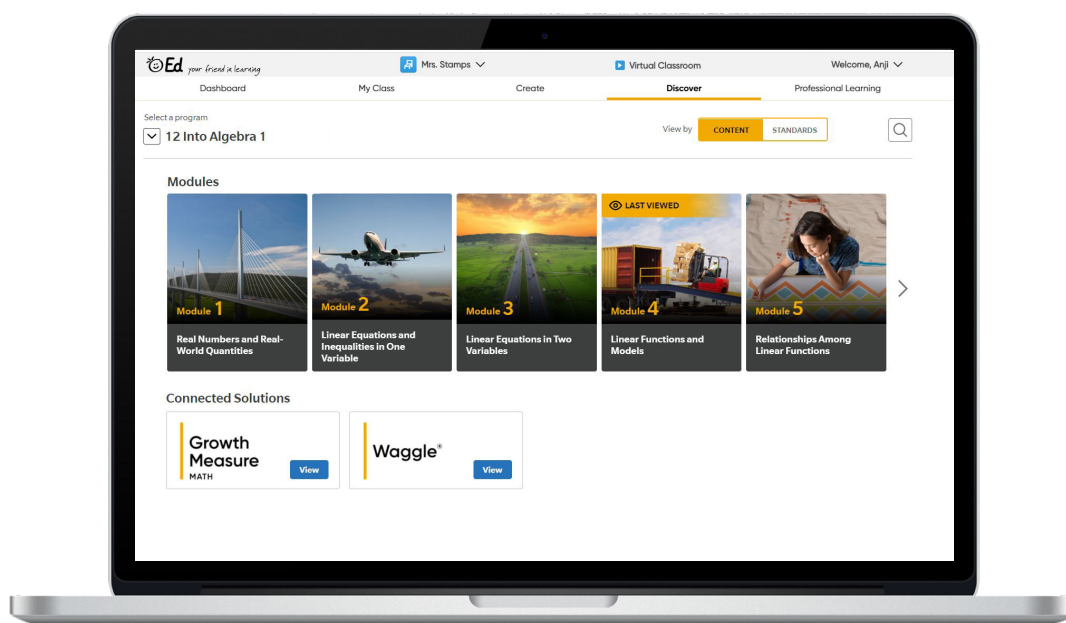 Ed your friend in learning
Mrs. Stamps
Virtual Classroom
Welcome, Anji
Dashboard
My Class
Create
Discover
Professional Learning
Select a program
12 Into Algebra 1
View by
CONTENT
STANDARDS
Modules
LAST VIEWED
Module 1
Real Numbers and Real-
World Quantities
Module 2
Linear Equations and
Inequalities in One
Variable
Module 3
Linear Equations in Two
Variables
Module 4
Linear Functions and
Models
Module 5
Relationships Among
Linear Functions
Connected Solutions
Growth
Measure
MATH
View
Waggle®
View